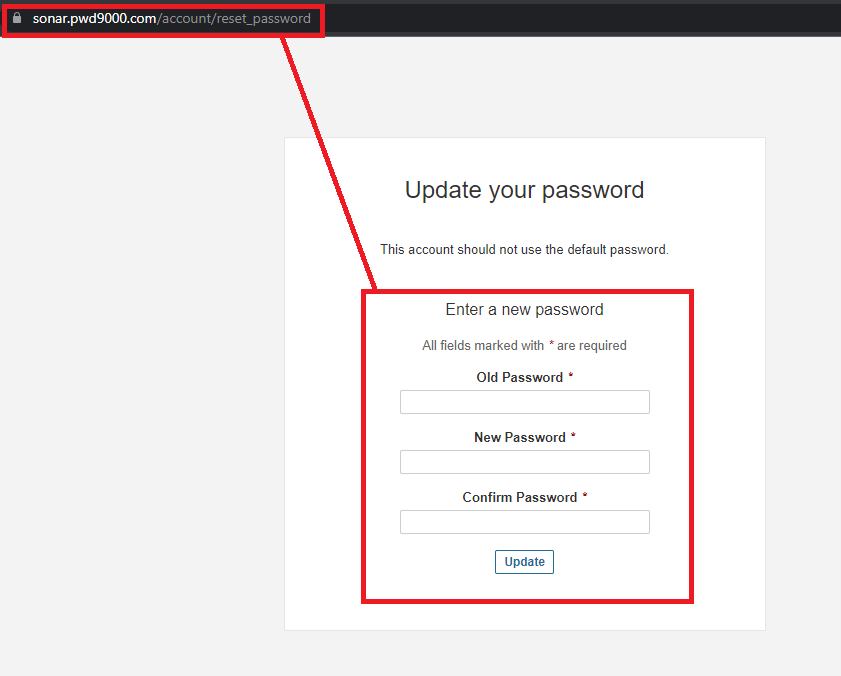 sonar.pwd9000.com/account/reset_password
Update your password
This account should not use the default password.
Enter a new password
All fields marked with * are required
Old Password *
New Password *
Confirm Password *
Update